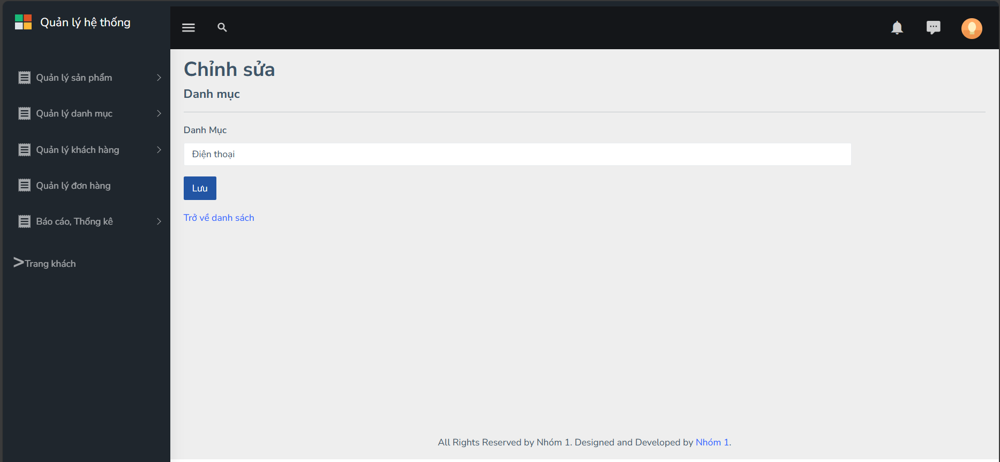 Quản lý hệ thống
Quản lý sản phẩm
Quản lý danh mục
Quản lý khách hàng
Quản lý đơn hàng
Báo cáo, Thống kê
>Trang khách
Chỉnh sửa
Danh mục
Danh Mục
Điện thoại
Lưu
Trở về danh sách
All Rights Reserved by Nhóm 1. Designed and Developed by Nhóm 1.